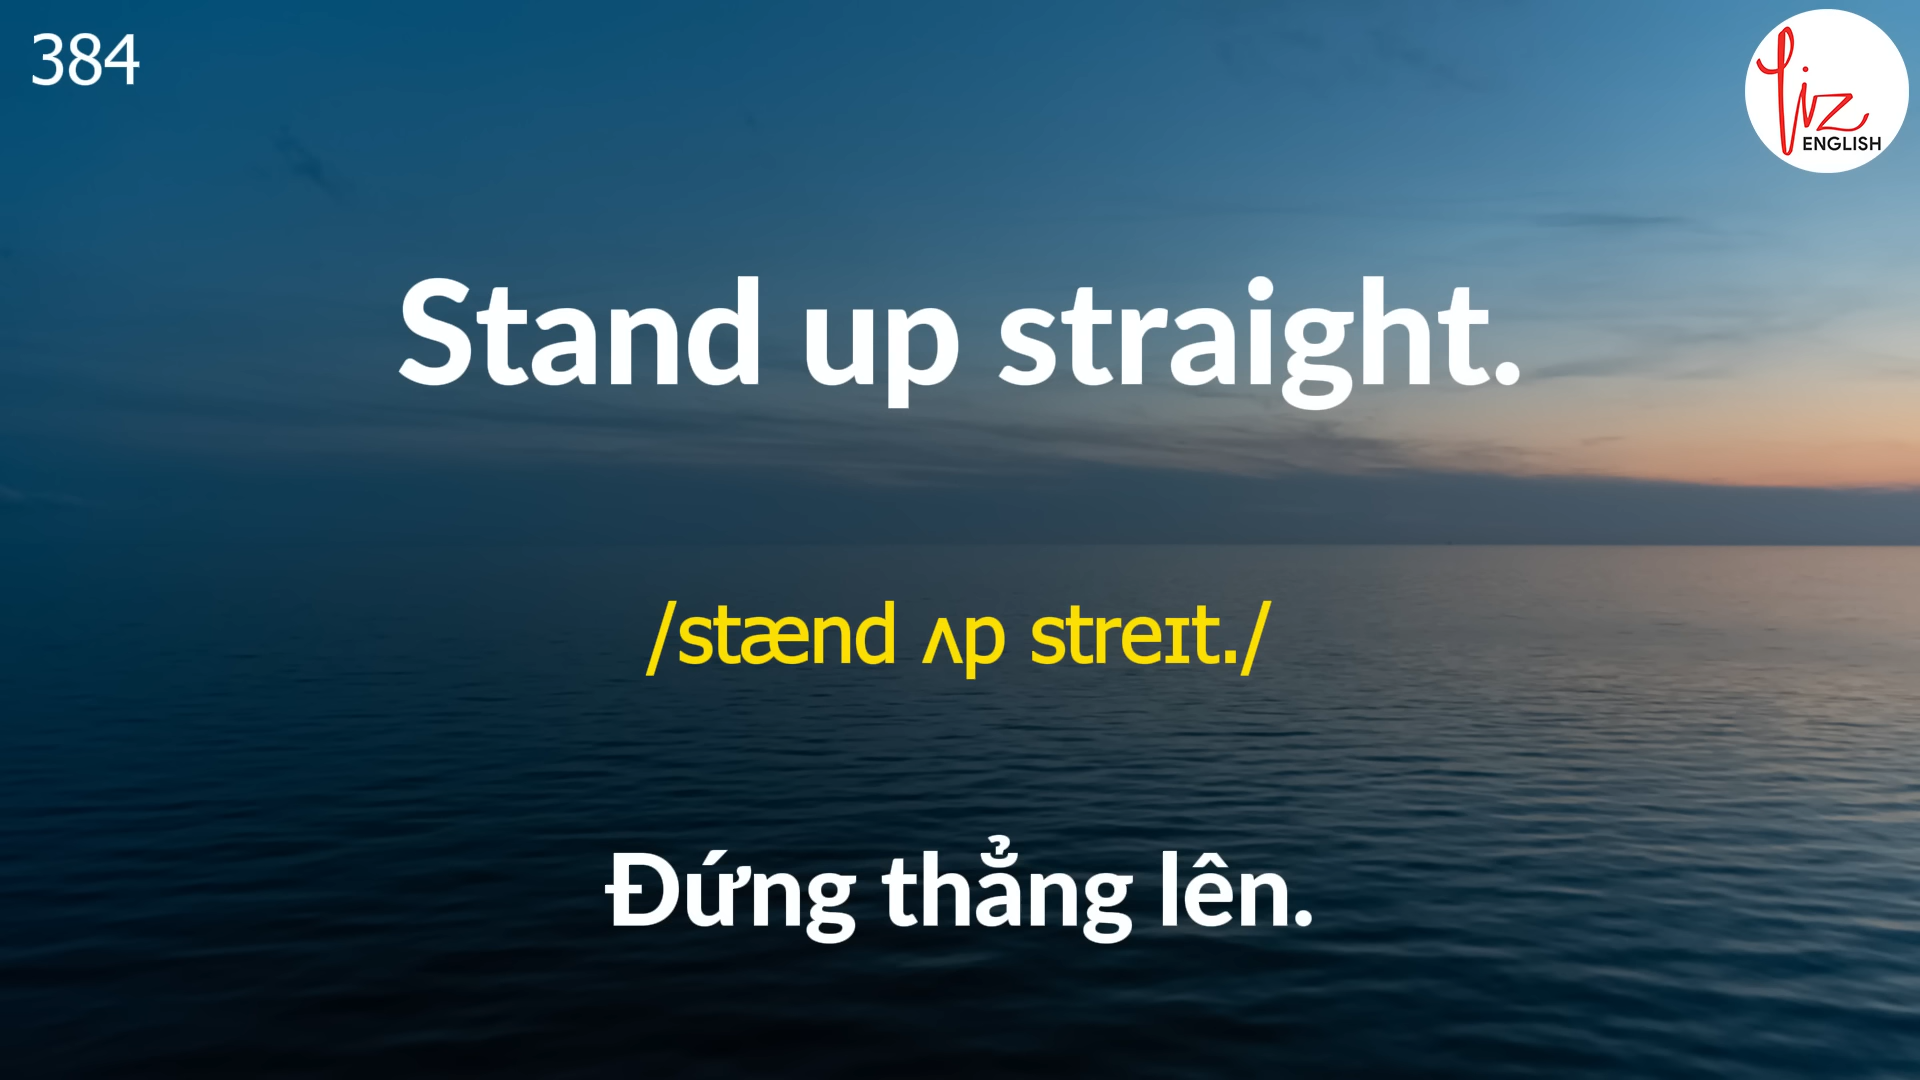 384
Liz
ENGLISH
Stand up straight.
/stænd ʌp streɪt./
Đứng thẳng lên.